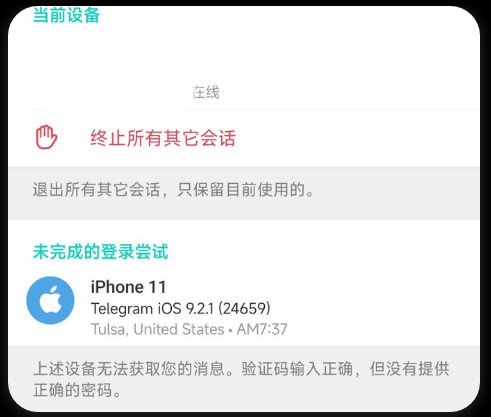 当前设备
在线
终止所有其它会话
退出所有其它会话，只保留目前使用的。
未完成的登录尝试
iPhone 11
Telegram iOS 9.2.1 (24659)
Tulsa, United States • AM7:37
上述设备无法获取您的消息。验证码输入正确，但没有提供
正确的密码。